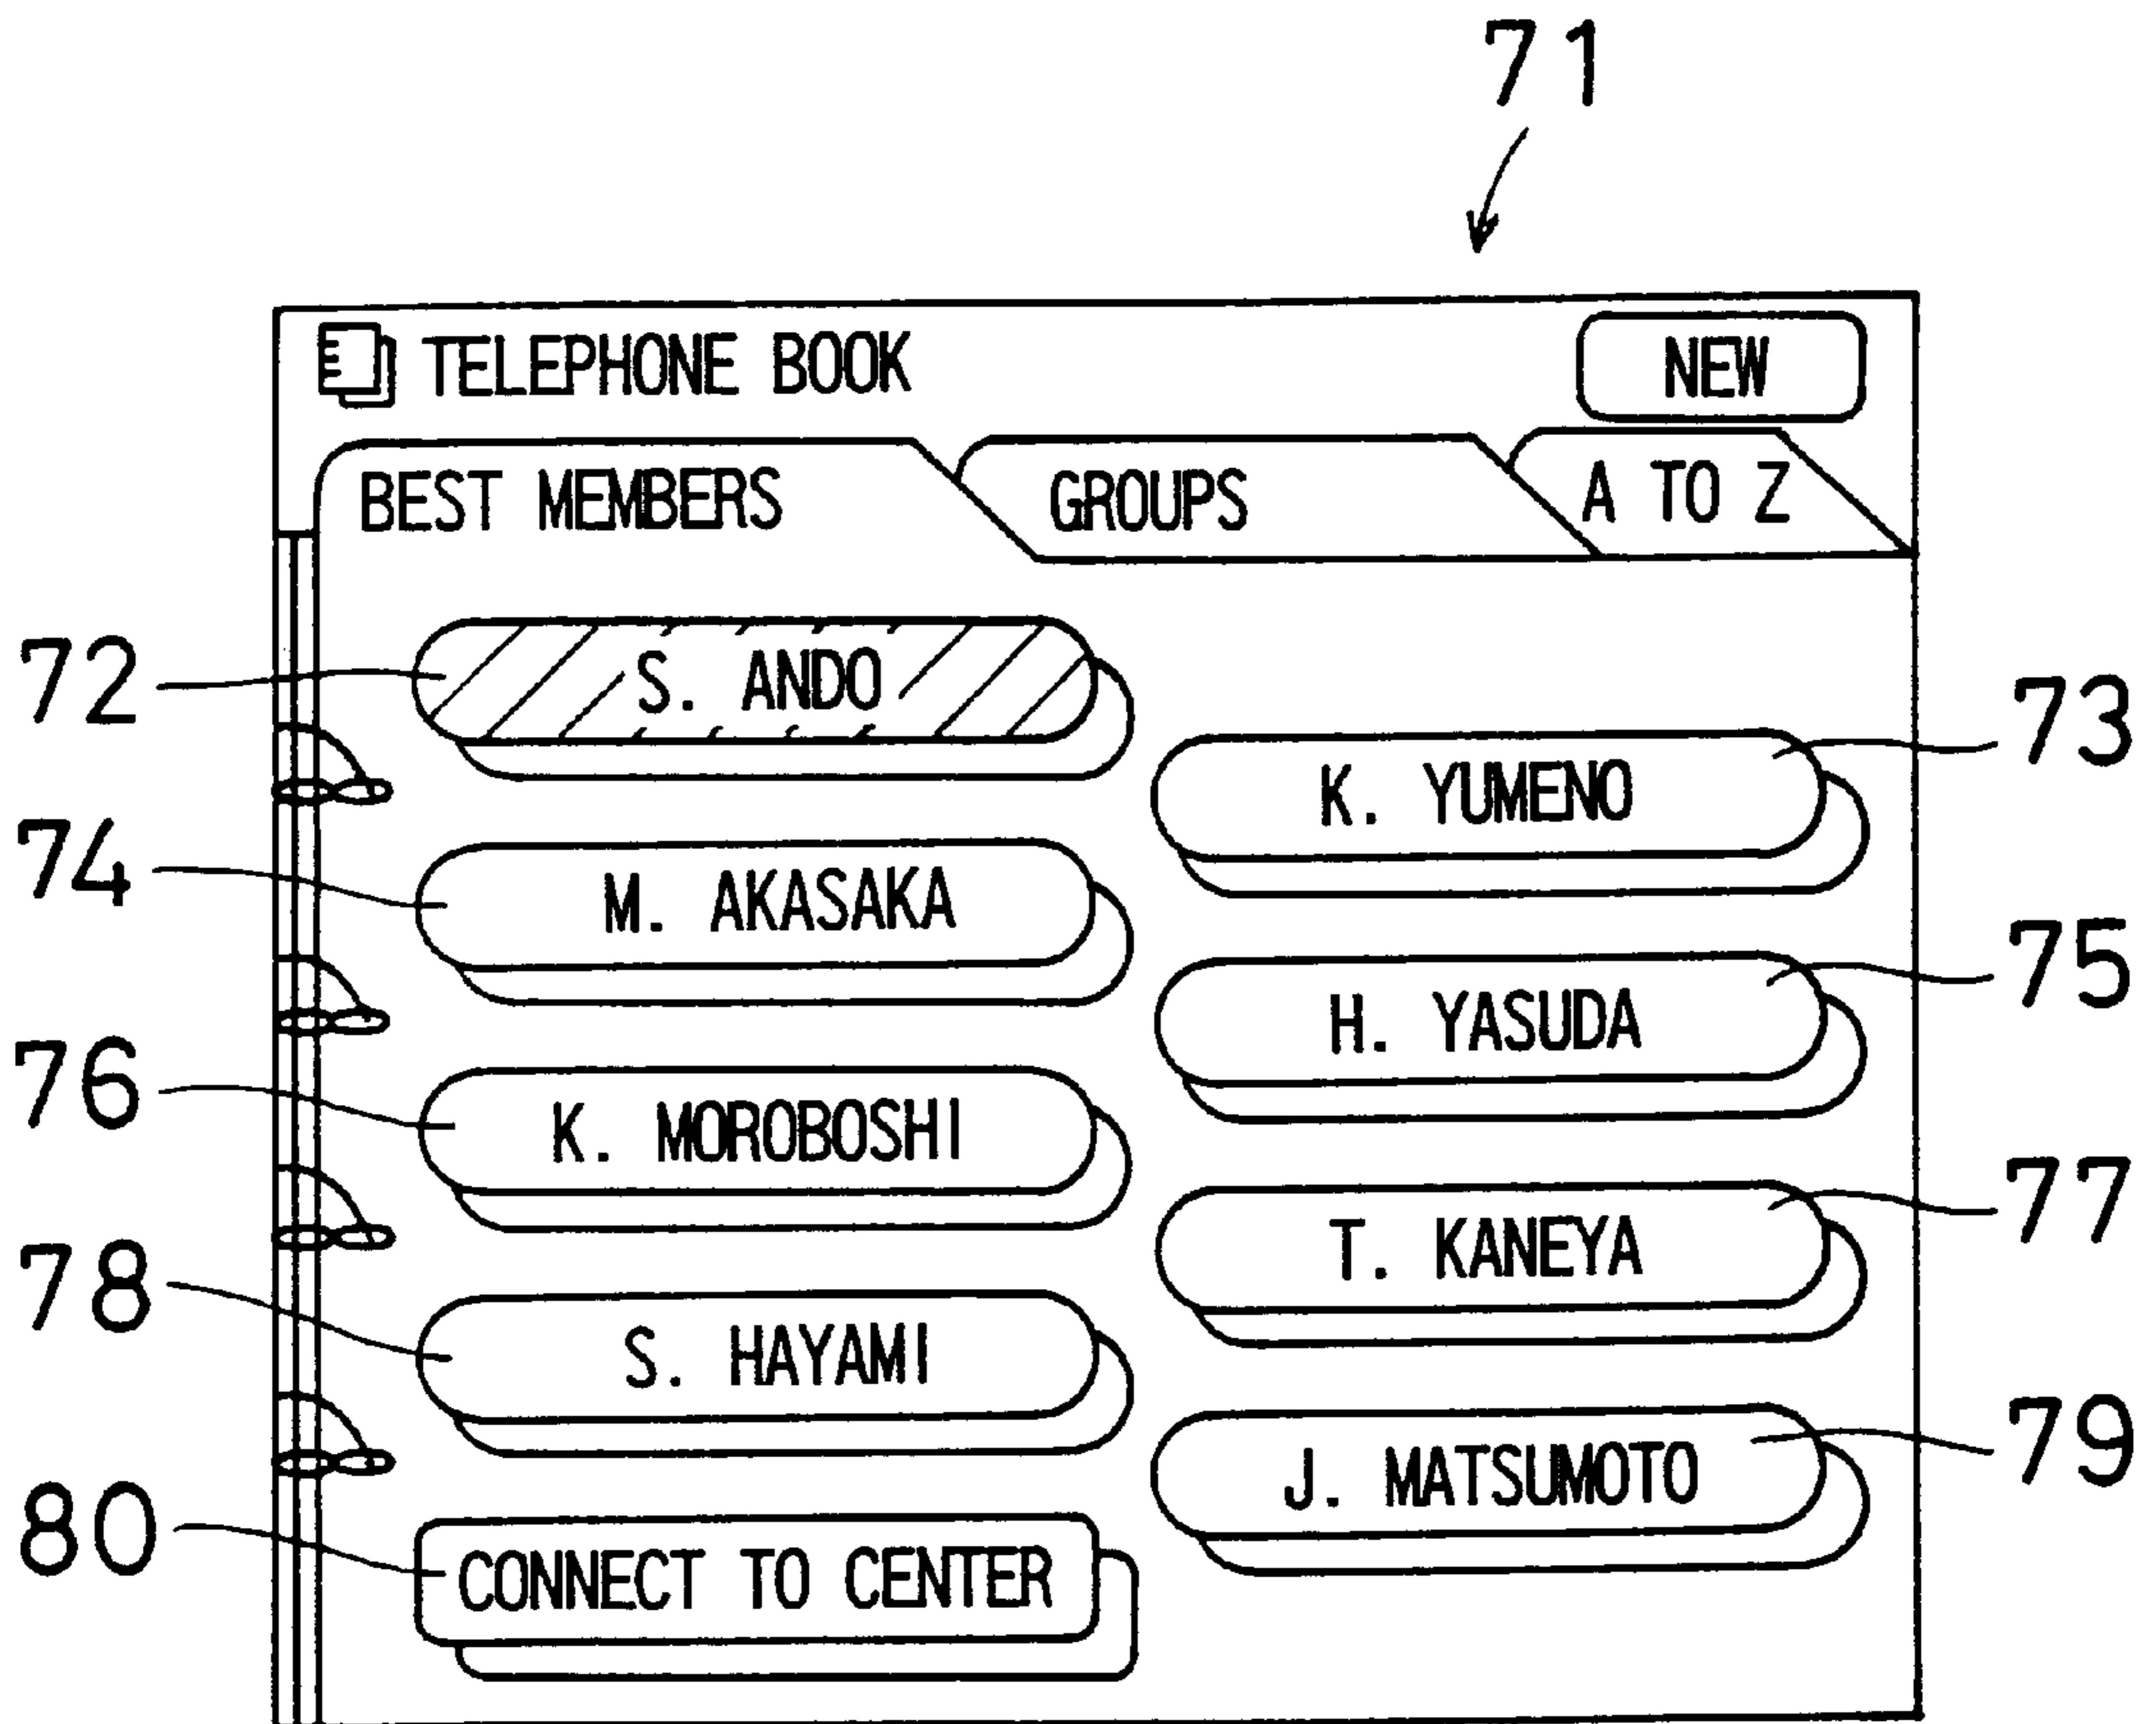 71
TELEPHONE BOOK
NEW
BEST MEMBERS
GROUPS
A TO Z
72
S. ANDO
73
K. YUMENO
74
M. AKASAKA
75
H. YASUDA
76
K. MOROBOSHI
77
T. KANEYA
78
S. HAYAMI
79
J. MATSUMOTO
80
CONNECT TO CENTER